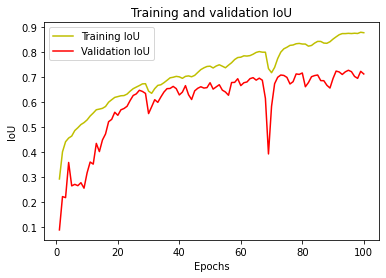 Training and validation IoU
Training IoU
Validation IoU
0.9
0.8
0.7
0.6
0.5
0.4
0.3
0.2
0.1
IoU
0 20 40 60 80 100
Epochs